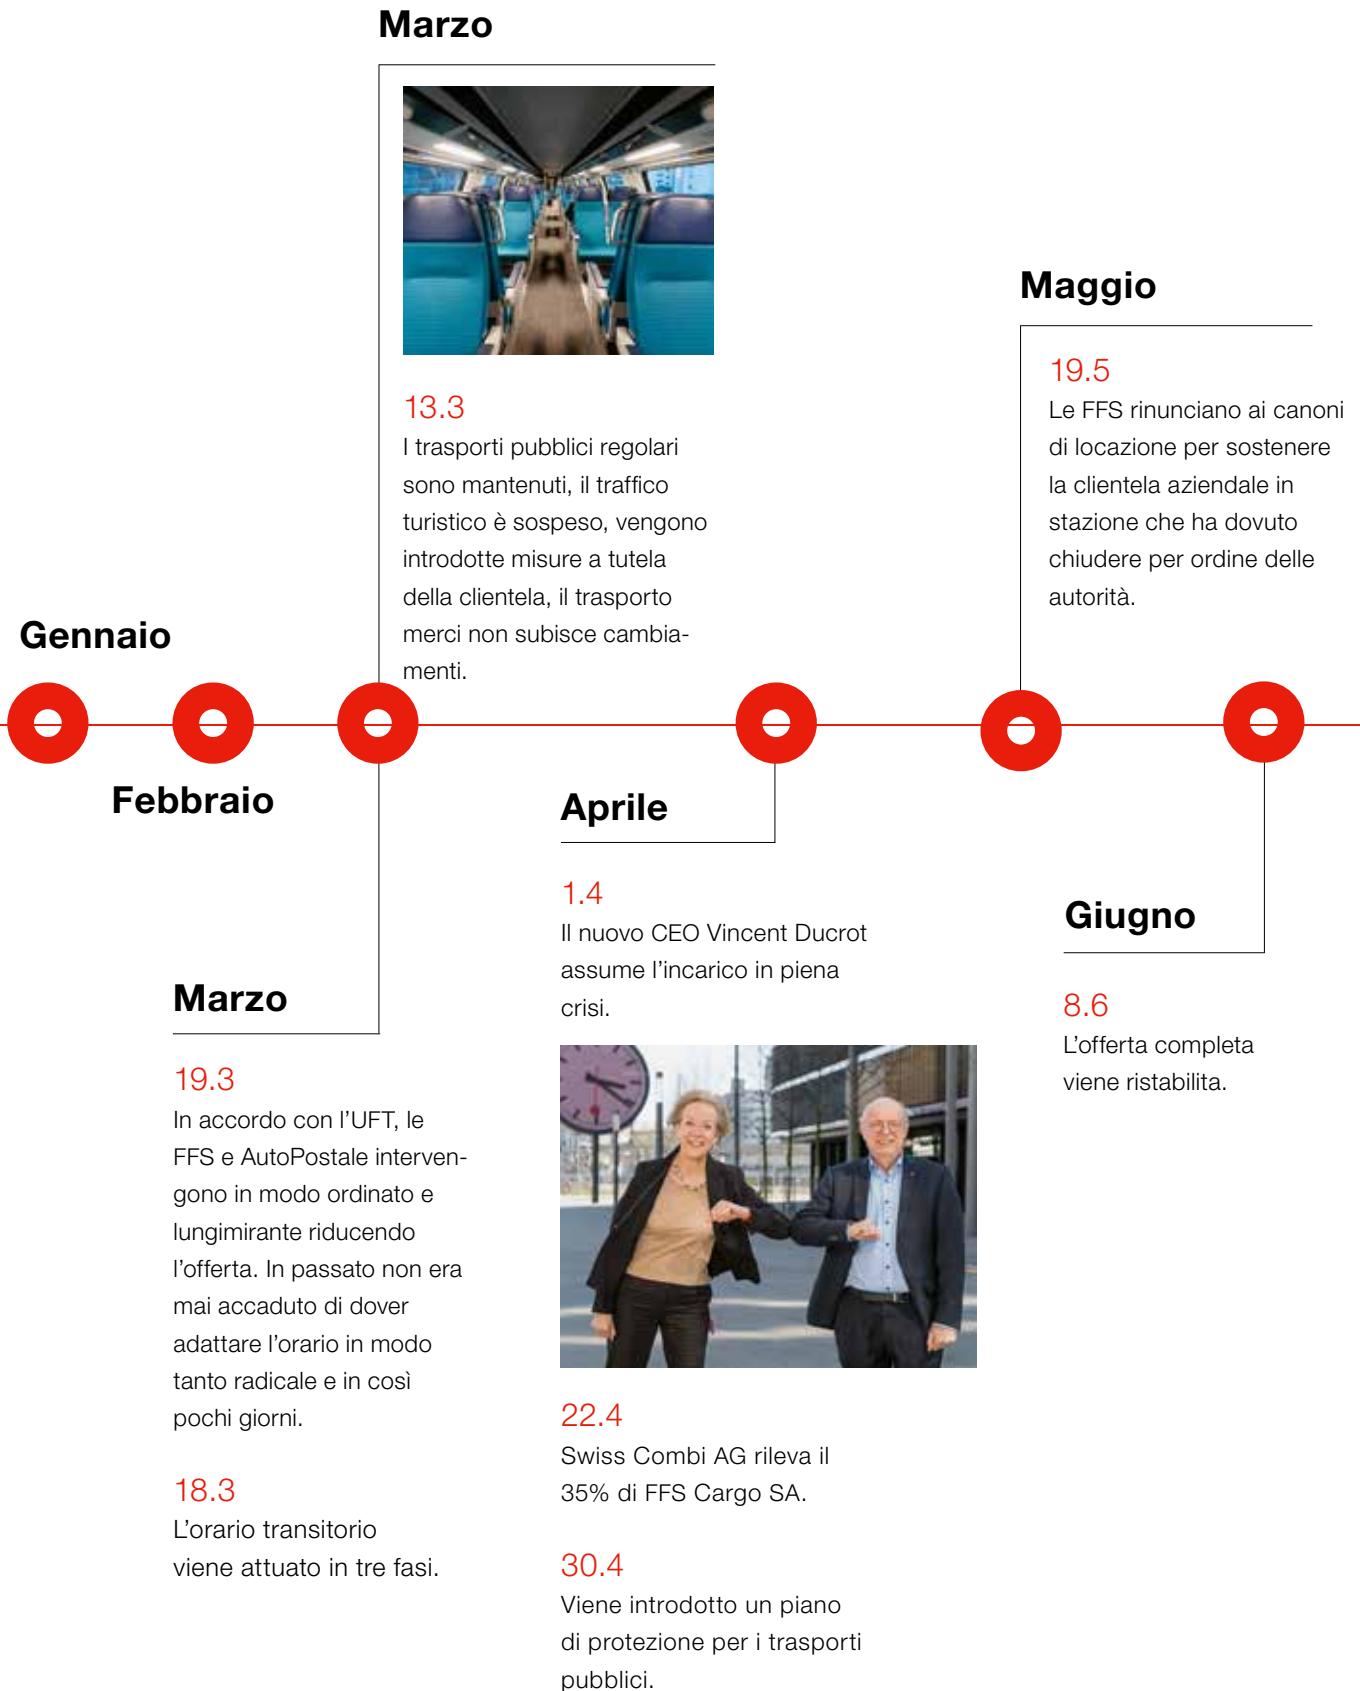 Marzo
13.3
I trasporti pubblici regolari
sono mantenuti, il traffico
turistico è sospeso, vengono
introdotte misure a tutela
della clientela, il trasporto
merci non subisce cambia-
menti.
Maggio
19.5
Le FFS rinunciano ai canoni
di locazione per sostenere
la clientela aziendale in
stazione che ha dovuto
chiudere per ordine delle
autorità.
Gennaio
Febbraio
Marzo
19.3
In accordo con l’UFT, le
FFS e AutoPostale interven-
gono in modo ordinato e
lungimirante riducendo
l’offerta. In passato non era
mai accaduto di dover
adattare l’orario in modo
tanto radicale e in così
pochi giorni.
18.3
L’orario transitorio
viene attuato in tre fasi.
Aprile
1.4
Il nuovo CEO Vincent Ducrot
assume l’incarico in piena
crisi.
22.4
Swiss Combi AG rileva il
35% di FFS Cargo SA.
30.4
Viene introdotto un piano
di protezione per i trasporti
pubblici.
Giugno
8.6
L’offerta completa
viene ristabilita.